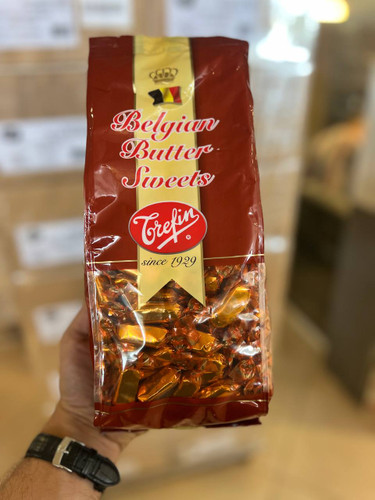 Belgian
Butter
Sweets
Trefin
since 1929